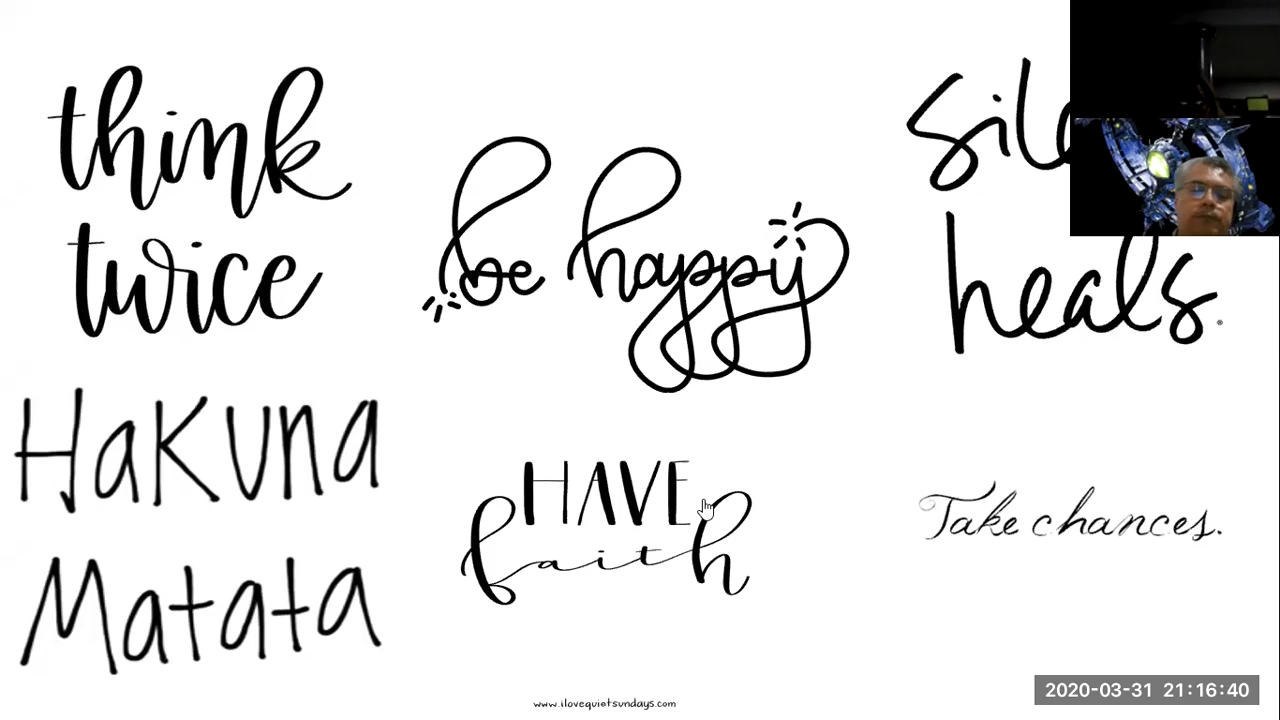 think
twice
be happy
heals.
Hakuna
Matata
HAVE
faith
Take chances.
www.ilovequietsundays.com
2020-03-31 21:16:40